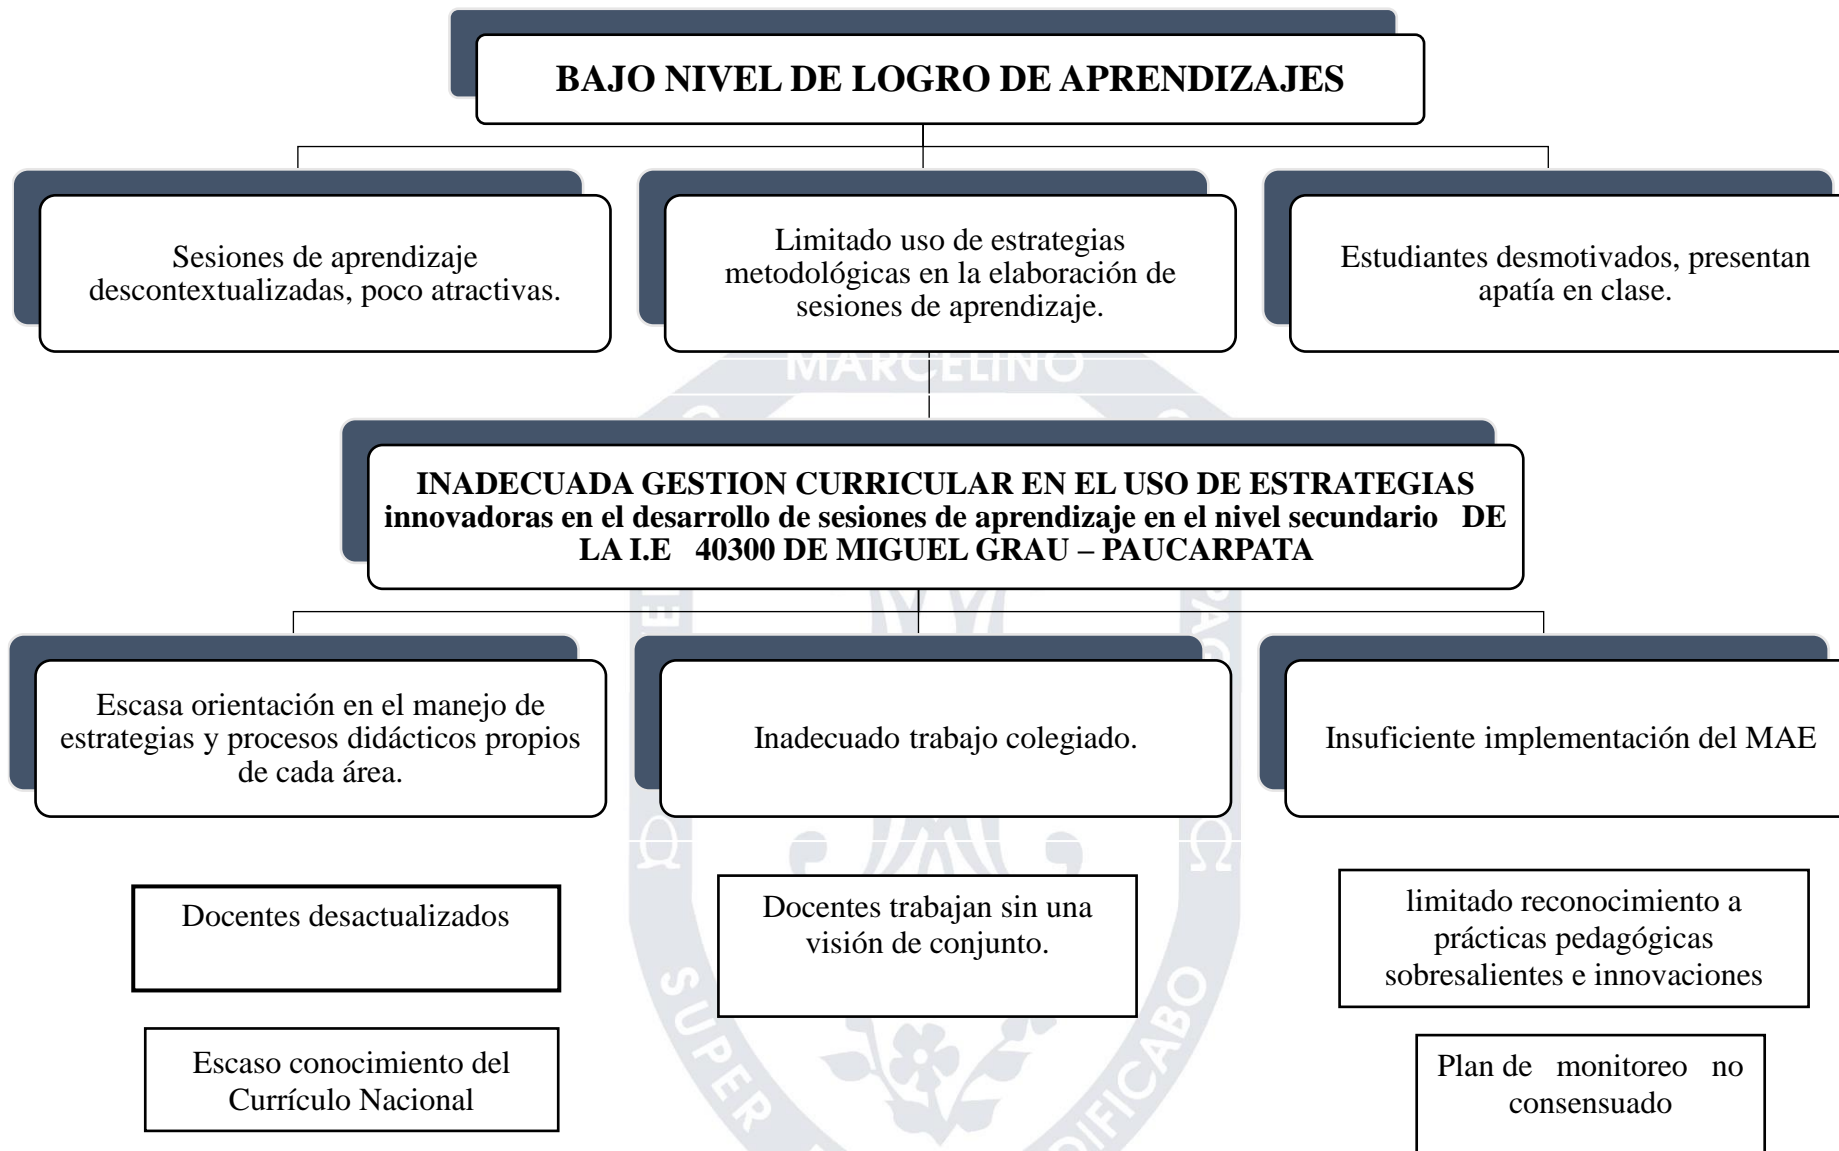 BAJO NIVEL DE LOGRO DE APRENDIZAJES
Sesiones de aprendizaje
descontextualizadas, poco atractivas.
Limitado uso de estrategias
metodológicas en la elaboración de
sesiones de aprendizaje.
Estudiantes desmotivados, presentan
apatía en clase.
MARCELINO
INADECUADA GESTION CURRICULAR EN EL USO DE ESTRATEGIAS
innovadoras en el desarrollo de sesiones de aprendizaje en el nivel secundario DE
LA I.E 40300 DE MIGUEL GRAU – PAUCARPATA
Escasa orientación en el manejo de
estrategias y procesos didácticos propios
de cada área.
Inadecuado trabajo colegiado.
Insuficiente implementación del MAE
Ω Ω
Docentes desactualizados
Docentes trabajan sin una
visión de conjunto.
limitado reconocimiento a
prácticas pedagógicas
sobresalientes e innovaciones
Escaso conocimiento del
Currículo Nacional
Plan de monitoreo no
consensuado
SUPER